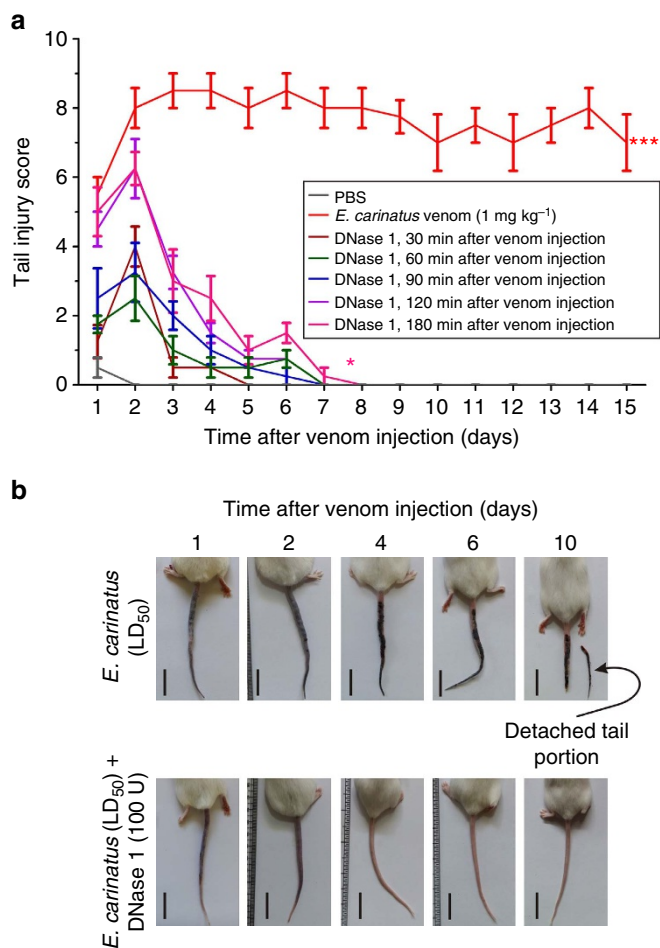 a
10
8
6
4
2
0
Tail injury score
***
*
PBS
E. carinatus venom (1 mg kg⁻¹)
DNase 1, 30 min after venom injection
DNase 1, 60 min after venom injection
DNase 1, 90 min after venom injection
DNase 1, 120 min after venom injection
DNase 1, 180 min after venom injection
1 2 3 4 5 6 7 8 9 10 11 12 13 14 15
Time after venom injection (days)
b
Time after venom injection (days)
1 2 4 6 10
E. carinatus
(LD₅₀)
Detached tail
portion
E. carinatus (LD₅₀) +
DNase 1 (100 U)